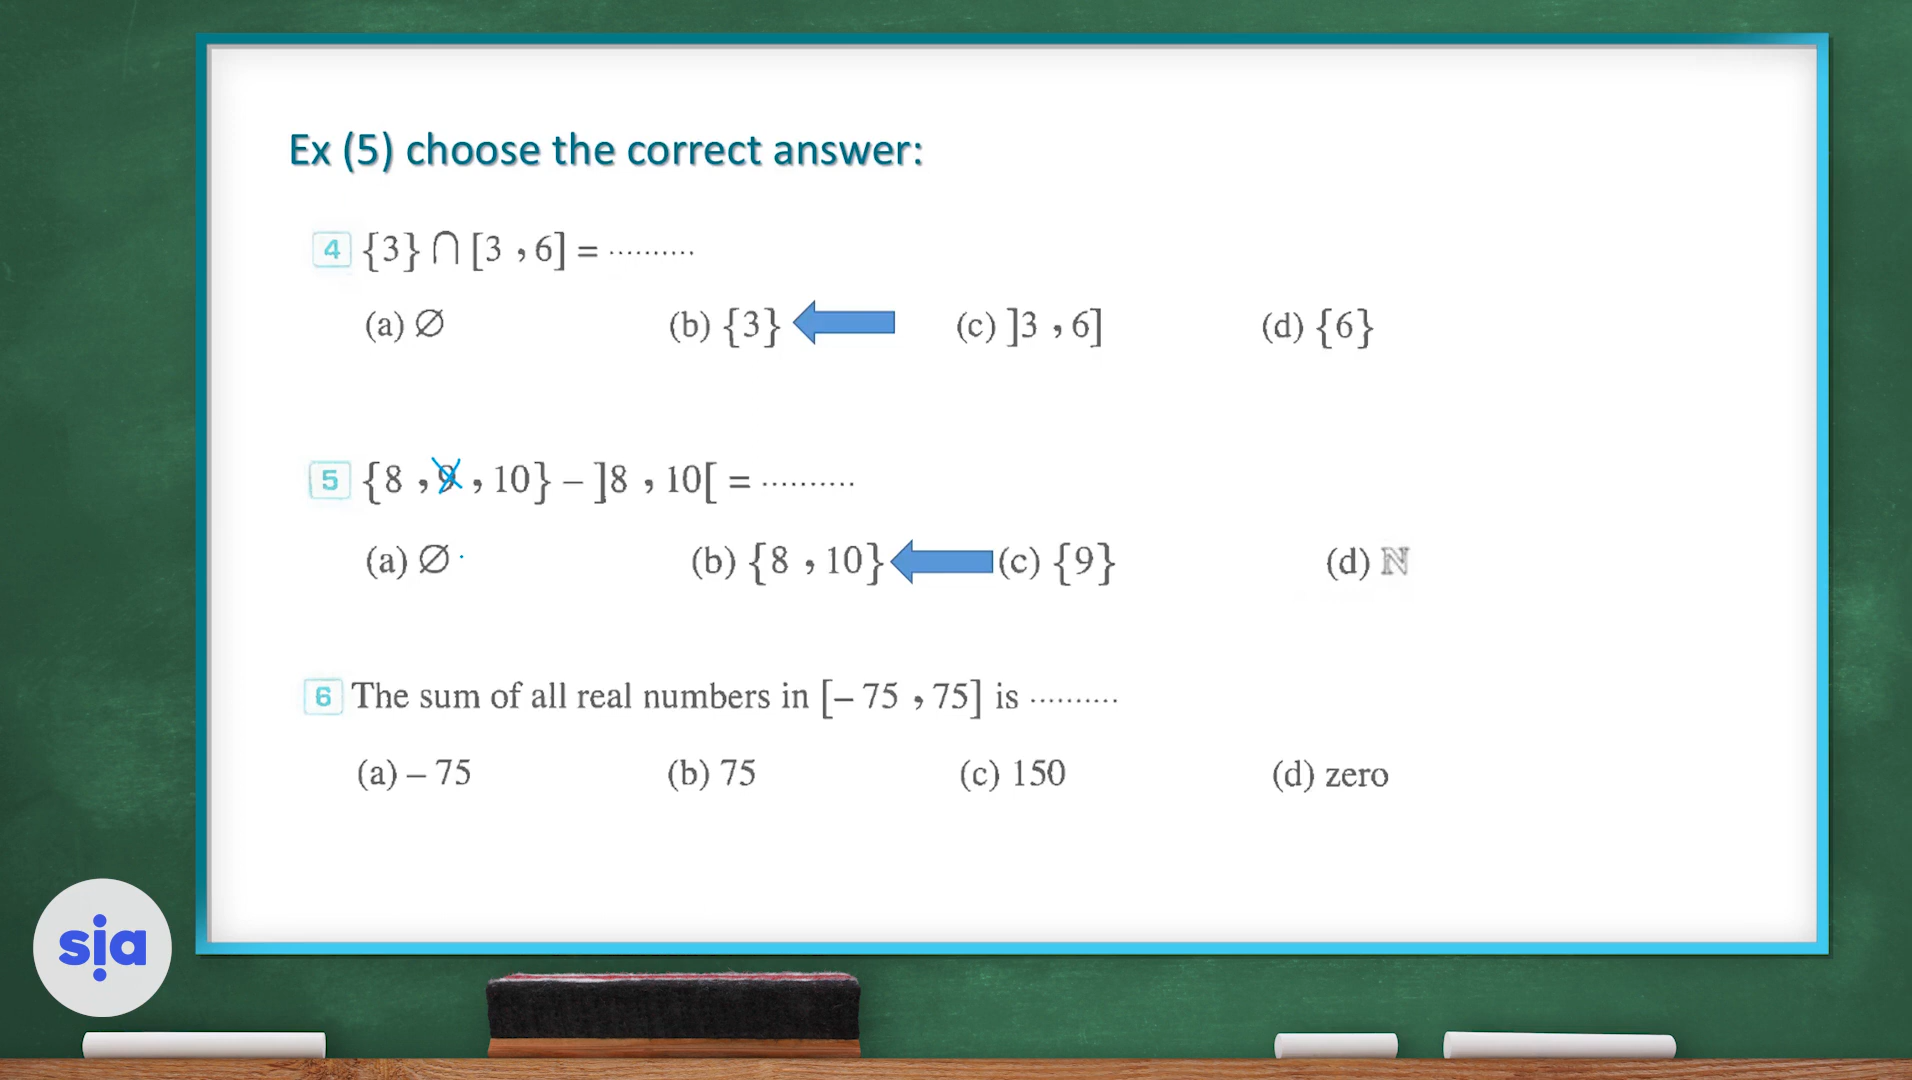 Ex (5) choose the correct answer:
4 {3} ∩ [3 , 6] = ..........
(a) ∅ (b) {3} (c) ]3 , 6] (d) {6}
5 {8 , 9 , 10} – ]8 , 10[ = ..........
(a) ∅ (b) {8 , 10} (c) {9} (d) ℕ
6 The sum of all real numbers in [– 75 , 75] is ..........
(a) – 75 (b) 75 (c) 150 (d) zero
sia